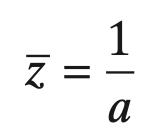 z̅ = 1/a